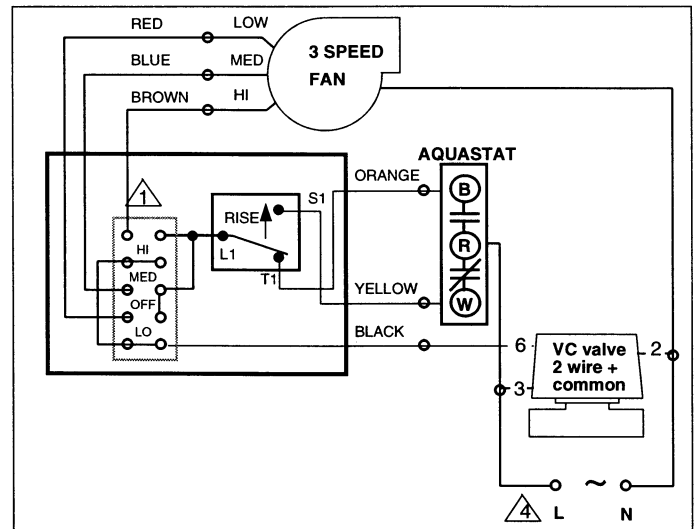 RED LOW
BLUE MED
BROWN HI
3 SPEED
FAN
AQUASTAT
ORANGE
B
R
W
1
S1
RISE
L1
T1
HI
MED
OFF
LO
YELLOW
BLACK
6
VC valve
2 wire +
common
2
3
4
L ~ N